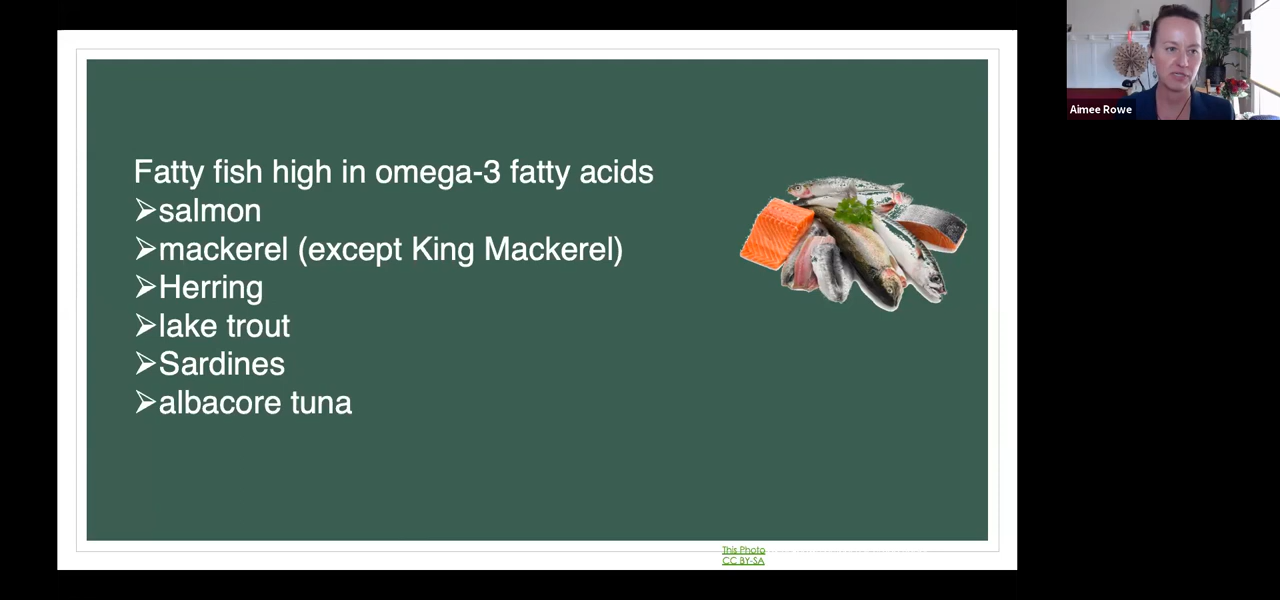 Fatty fish high in omega-3 fatty acids
➢salmon
➢mackerel (except King Mackerel)
➢Herring
➢lake trout
➢Sardines
➢albacore tuna
Aimee Rowe
This Photo
CC BY-SA